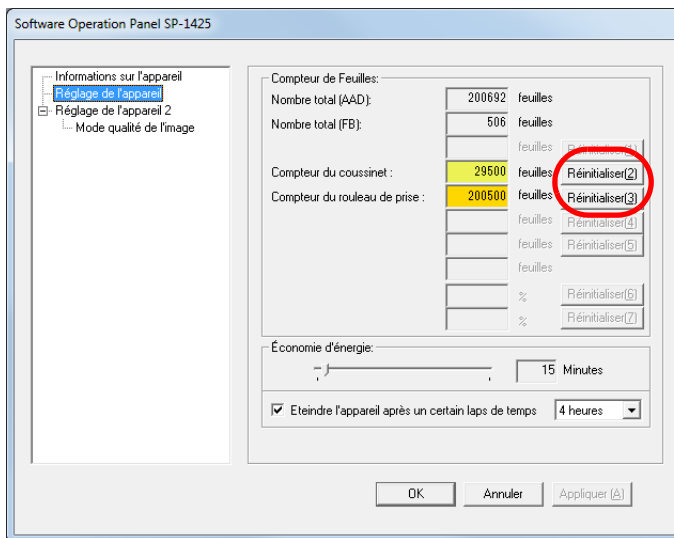 Software Operation Panel SP-1425
Informations sur l'appareil
Réglage de l'appareil
Réglage de l'appareil 2
Mode qualité de l'image
Compteur de Feuilles:
Nombre total (AAD): 200692 feuilles
Nombre total (FB): 506 feuilles
feuilles Réinitialiser(1)
Compteur du coussinet : 29500 feuilles Réinitialiser(2)
Compteur du rouleau de prise : 200500 feuilles Réinitialiser(3)
feuilles Réinitialiser(4)
feuilles Réinitialiser(5)
feuilles
% Réinitialiser(6)
% Réinitialiser(7)
Économie d'énergie:
15 Minutes
Eteindre l'appareil après un certain laps de temps 4 heures
OK Annuler Appliquer (A)